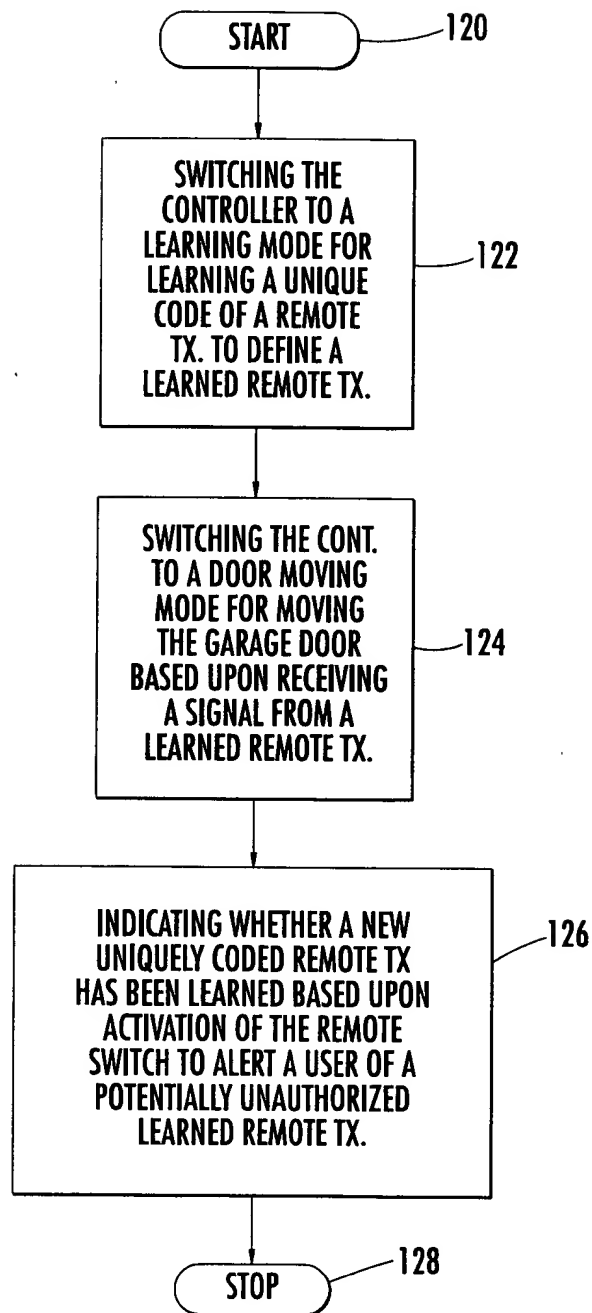 START
120
SWITCHING THE
CONTROLLER TO A
LEARNING MODE FOR
LEARNING A UNIQUE
CODE OF A REMOTE
TX. TO DEFINE A
LEARNED REMOTE TX.
122
SWITCHING THE CONT.
TO A DOOR MOVING
MODE FOR MOVING
THE GARAGE DOOR
BASED UPON RECEIVING
A SIGNAL FROM A
LEARNED REMOTE TX.
124
INDICATING WHETHER A NEW
UNIQUELY CODED REMOTE TX
HAS BEEN LEARNED BASED UPON
ACTIVATION OF THE REMOTE
SWITCH TO ALERT A USER OF A
POTENTIALLY UNAUTHORIZED
LEARNED REMOTE TX.
126
STOP
128